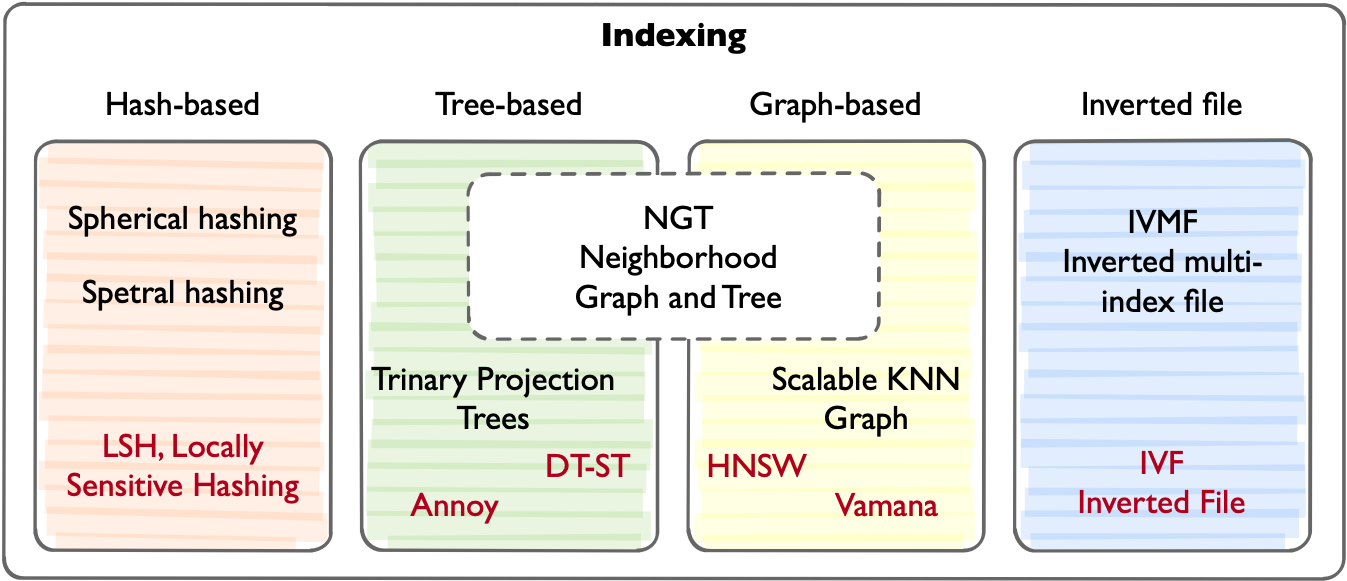 Indexing
Hash-based
Tree-based
Graph-based
Inverted file
Spherical hashing
Spetral hashing
LSH, Locally
Sensitive Hashing
NGT
Neighborhood
Graph and Tree
Trinary Projection
Trees
DT-ST
Annoy
Scalable KNN
Graph
HNSW
Vamana
IVMF
Inverted multi-
index file
IVF
Inverted File